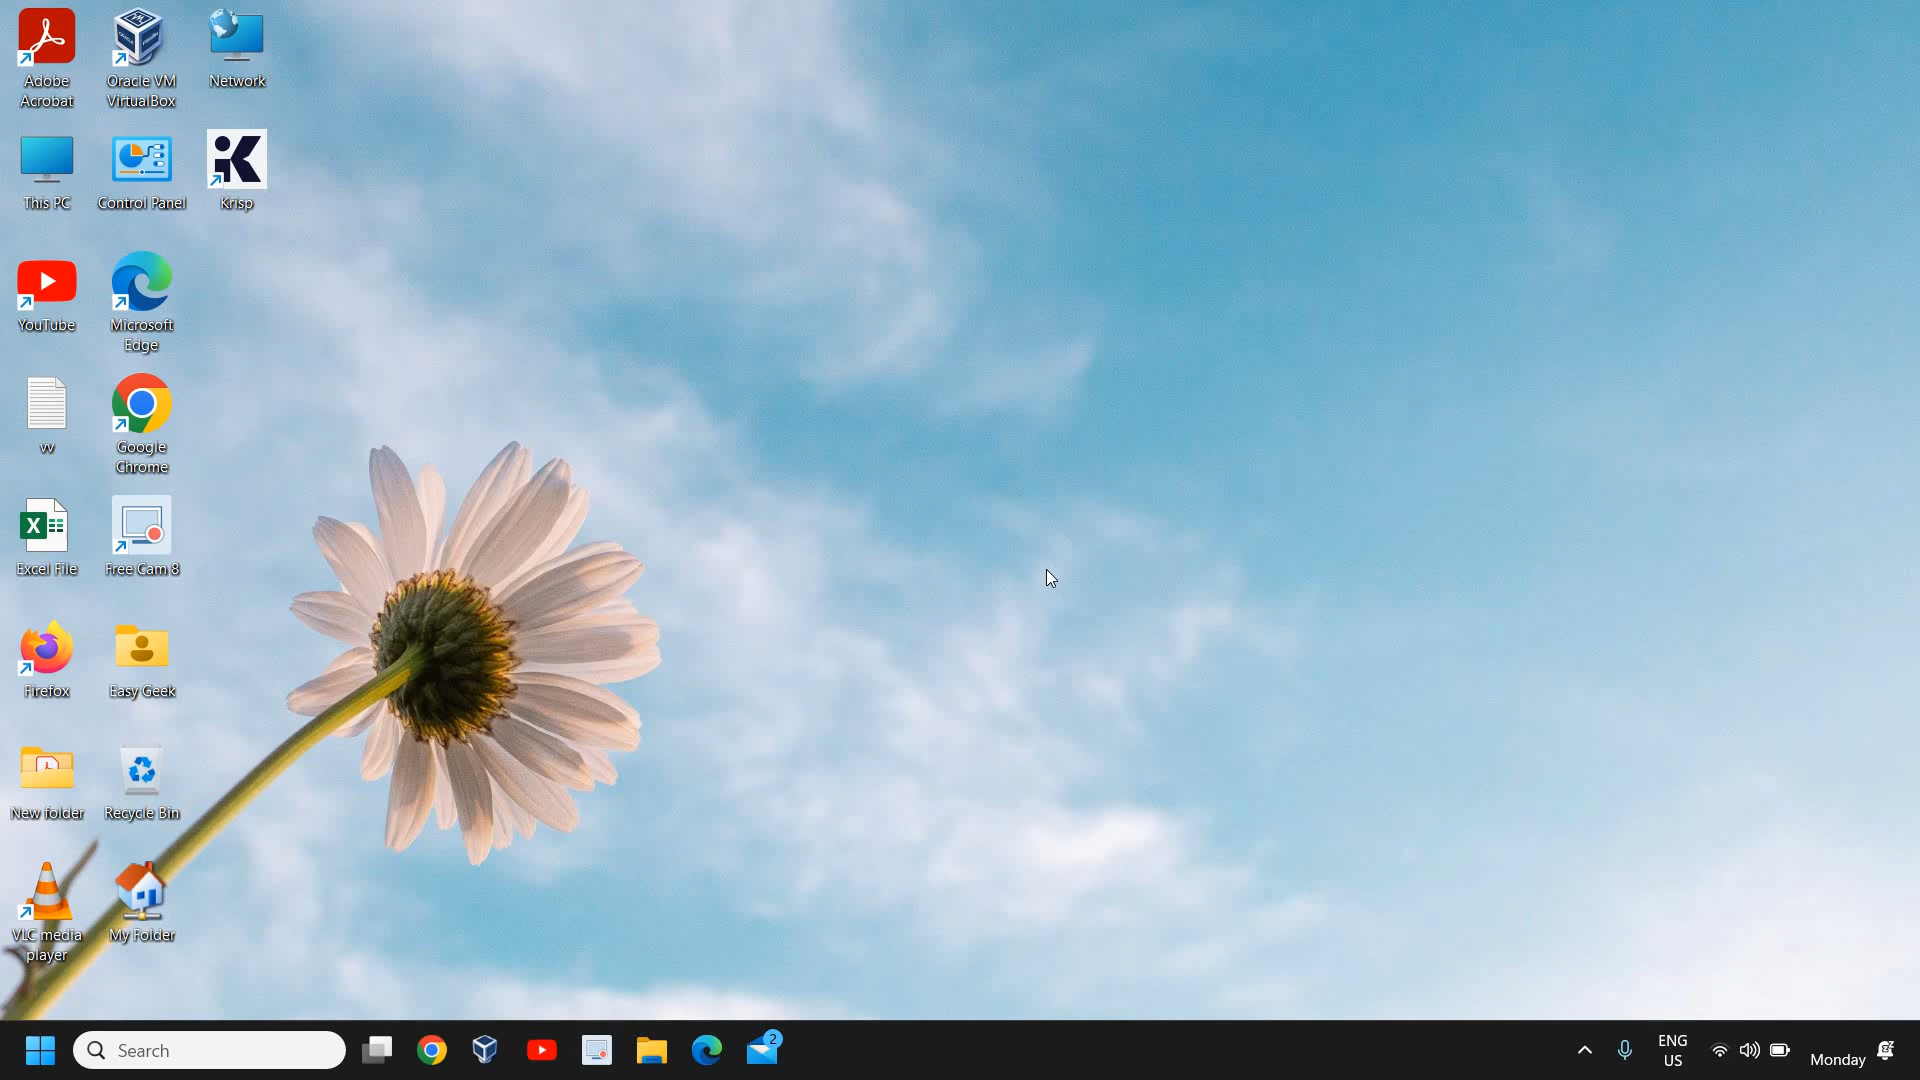 Adobe
Acrobat
Oracle VM
VirtualBox
Network
This PC
Control Panel
Krisp
YouTube
Microsoft
Edge
vv
Google
Chrome
Excel File
Free Cam 8
Firefox
Easy Geek
New folder
Recycle Bin
VLC media
player
My Folder
Search
2
ENG
US
Monday